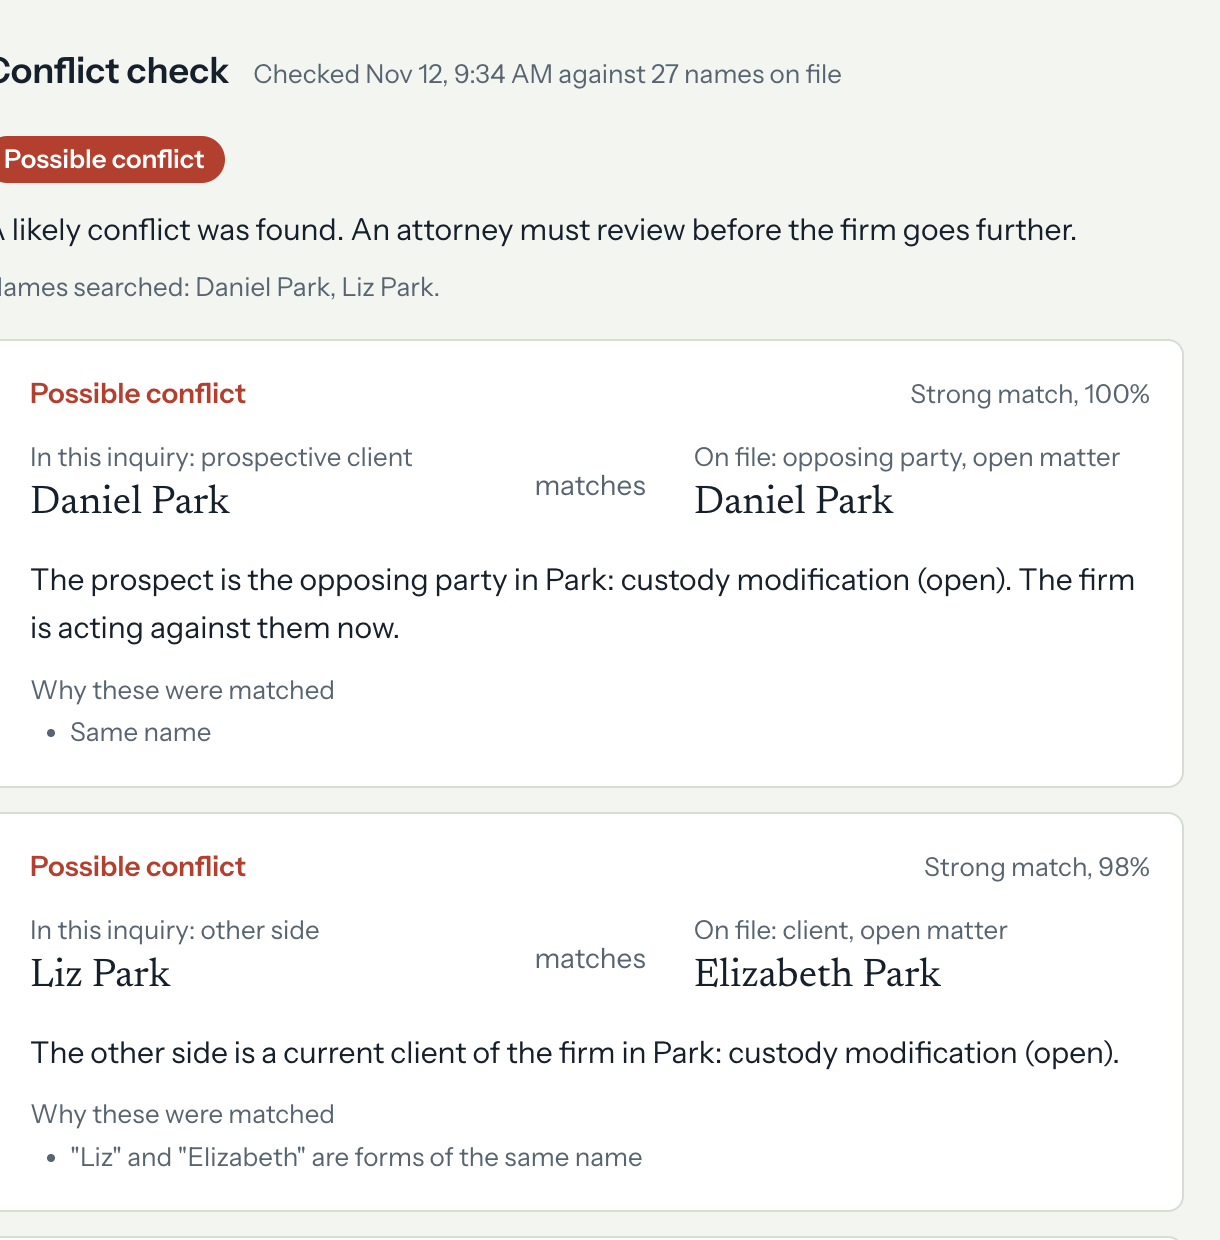 Conflict check Checked Nov 12, 9:34 AM against 27 names on file
Possible conflict
A likely conflict was found. An attorney must review before the firm goes further.
Names searched: Daniel Park, Liz Park.
Possible conflict Strong match, 100%
In this inquiry: prospective client On file: opposing party, open matter
Daniel Park matches Daniel Park
The prospect is the opposing party in Park: custody modification (open). The firm
is acting against them now.
Why these were matched
• Same name
Possible conflict Strong match, 98%
In this inquiry: other side On file: client, open matter
Liz Park matches Elizabeth Park
The other side is a current client of the firm in Park: custody modification (open).
Why these were matched
• "Liz" and "Elizabeth" are forms of the same name